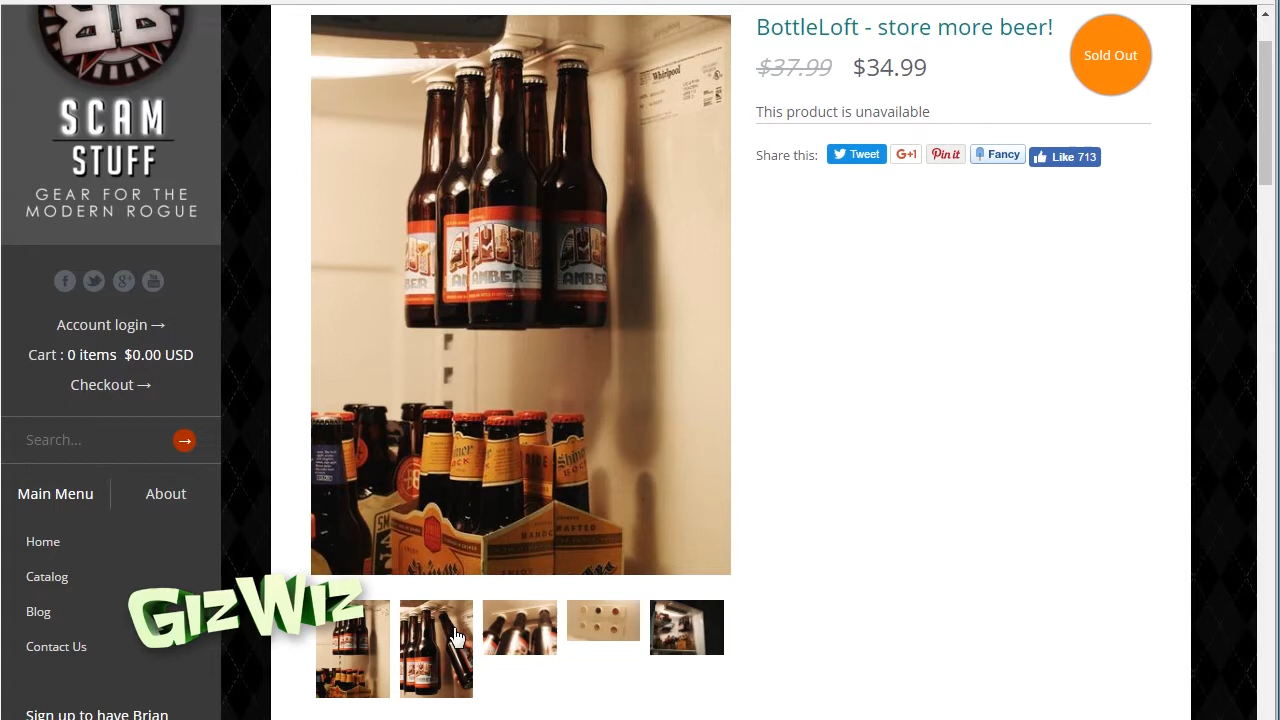 SCAM
STUFF
GEAR FOR THE
MODERN ROGUE
Account login →
Cart : 0 items $0.00 USD
Checkout →
Search...
→
Main Menu
About
Home
Catalog
Blog
Contact Us
Sign up to have Brian
BottleLoft - store more beer!
$37.99 $34.99
Sold Out
This product is unavailable
Share this:
Tweet
G+1
Pin it
Fancy
Like 713
Whirlpool
AMBER
AMBER
GIZWIZ